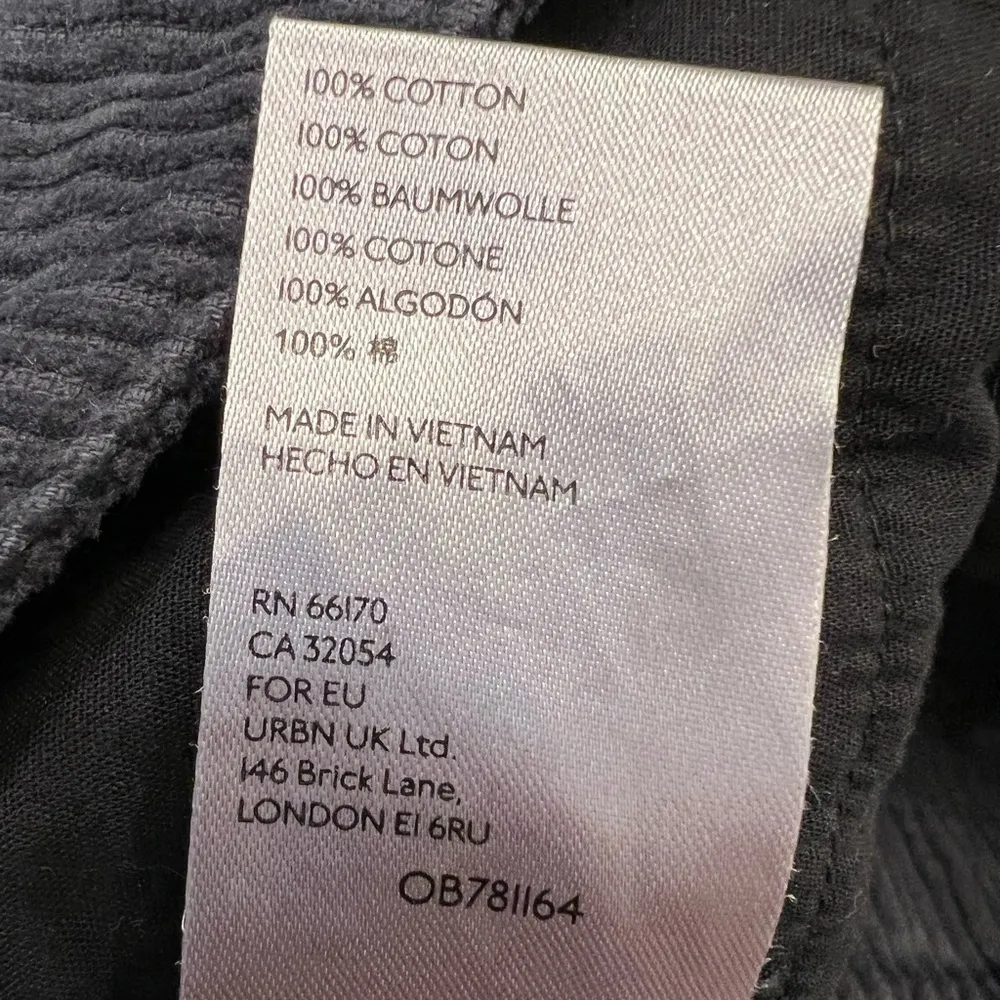 100% COTTON
100% COTON
100% BAUMWOLLE
100% COTONE
100% ALGODÓN
100% 棉
MADE IN VIETNAM
HECHO EN VIETNAM
RN 66170
CA 32054
FOR EU
URBN UK Ltd.
146 Brick Lane,
LONDON E1 6RU
OB781164